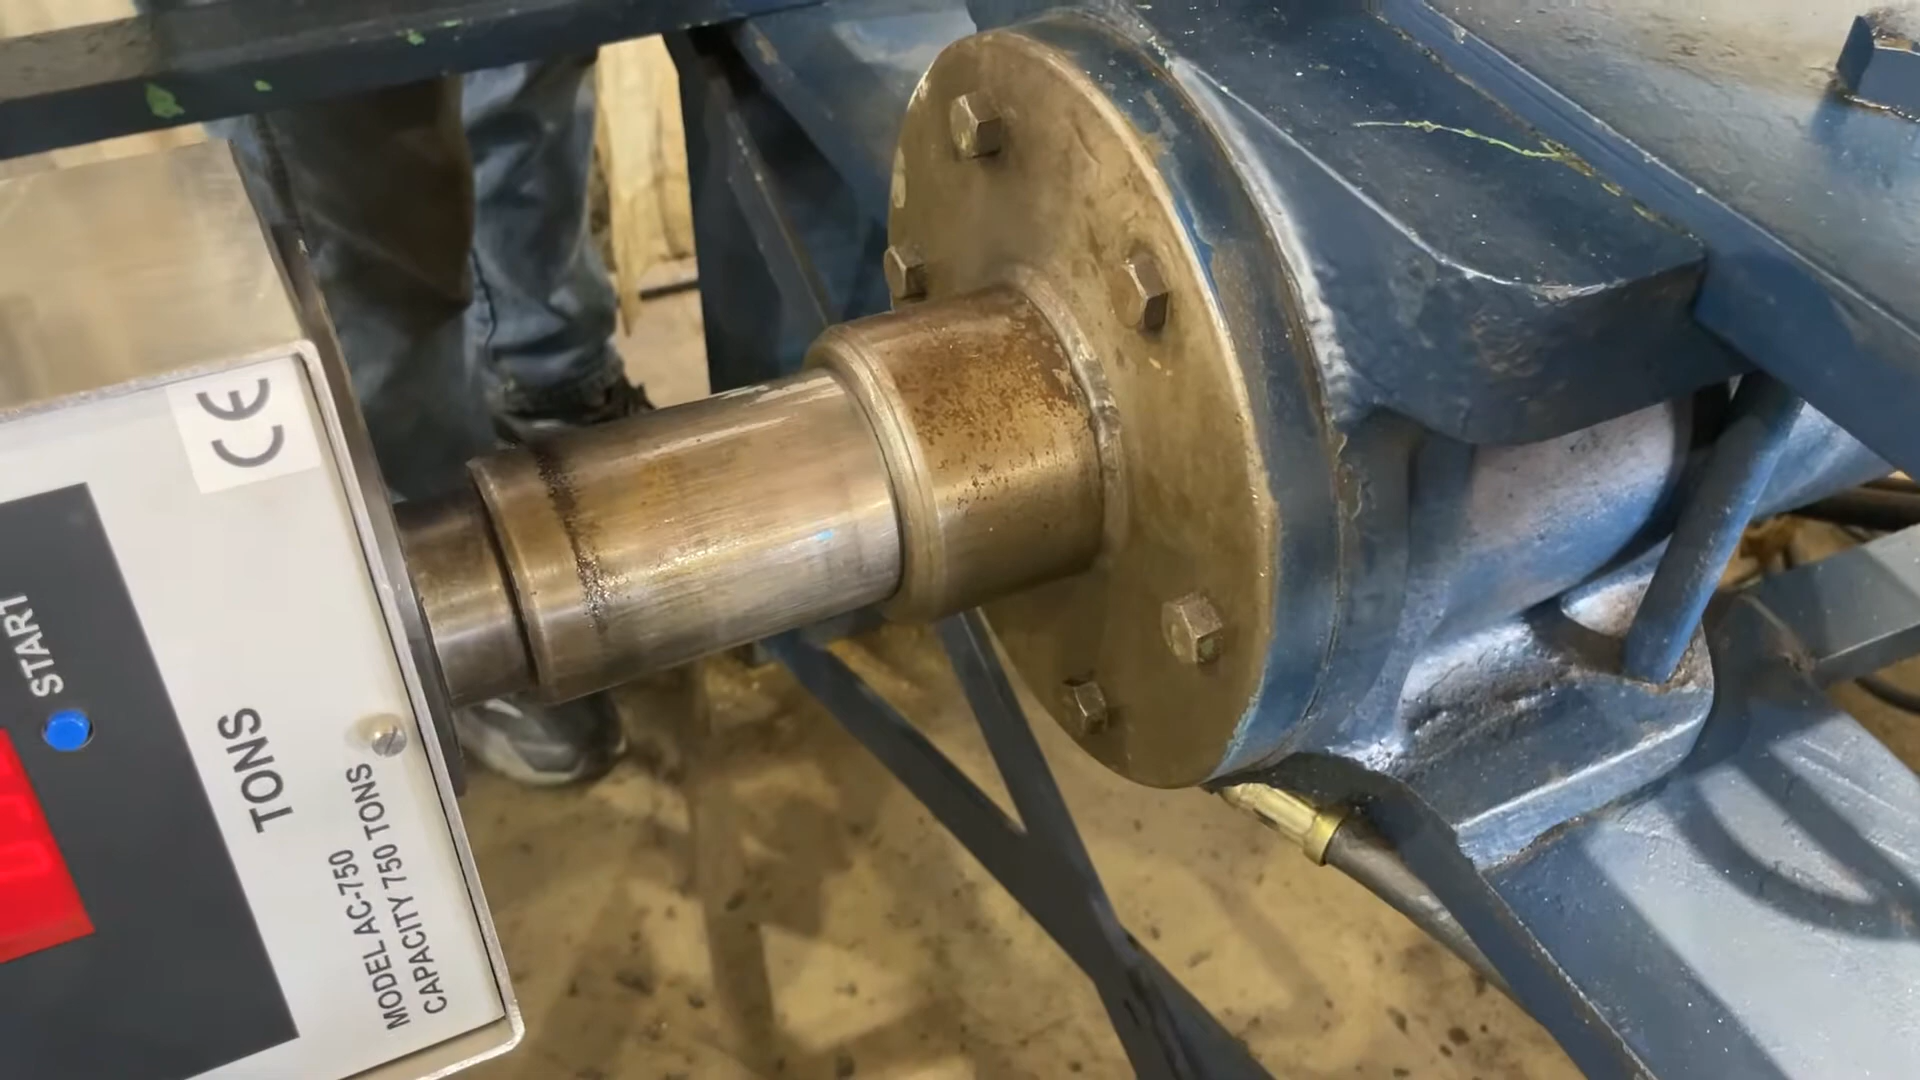 CE
START
TONS
MODEL AC-750
CAPACITY 750 TONS